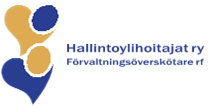 Hallintoylihoitajat ry
Förvaltningsöverskötare rf